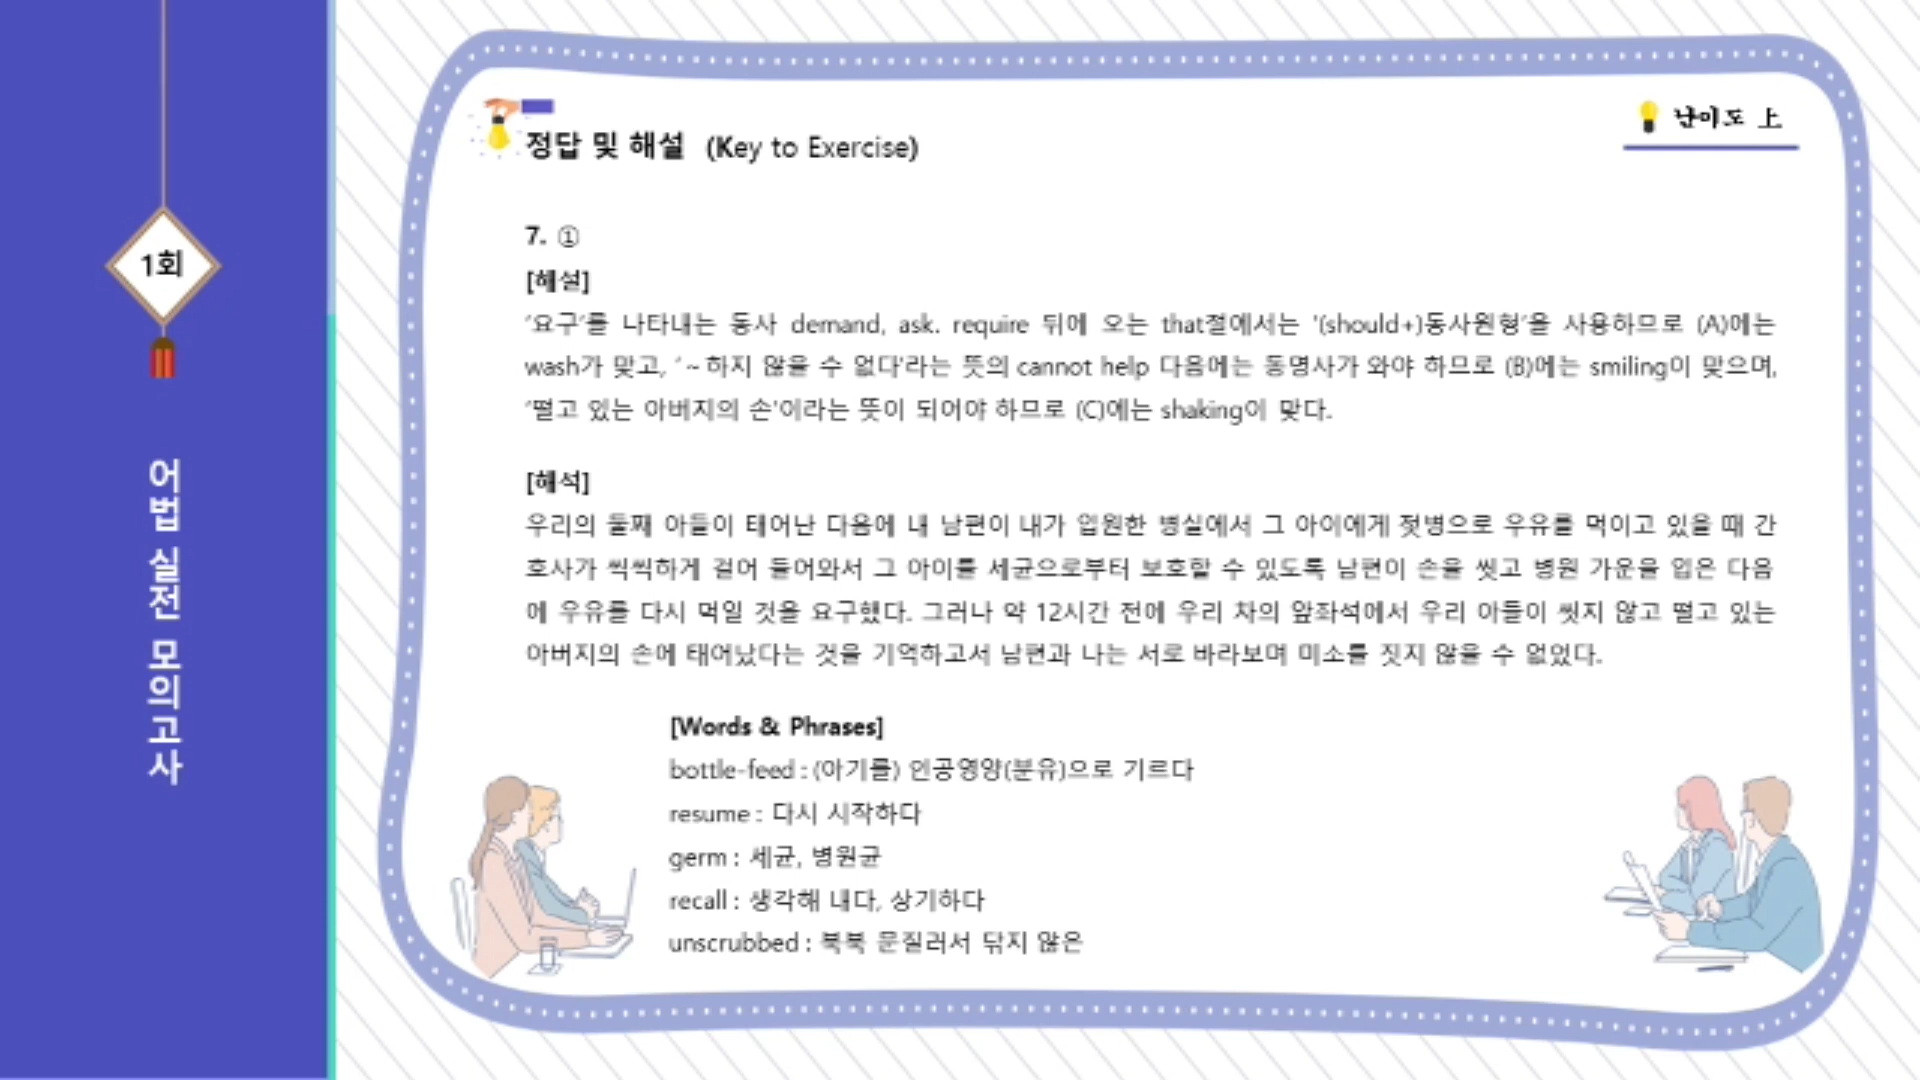 1회
어법 실전 모의고사
정답 및 해설 (Key to Exercise)
난이도 上
7. ①
[해설]
'요구'를 나타내는 동사 demand, ask. require 뒤에 오는 that절에서는 '(should+)동사원형'을 사용하므로 (A)에는
wash가 맞고, '~하지 않을 수 없다'라는 뜻의 cannot help 다음에는 동명사가 와야 하므로 (B)에는 smiling이 맞으며,
'떨고 있는 아버지의 손'이라는 뜻이 되어야 하므로 (C)에는 shaking이 맞다.
[해석]
우리의 둘째 아들이 태어난 다음에 내 남편이 내가 입원한 병실에서 그 아이에게 젖병으로 우유를 먹이고 있을 때 간
호사가 씩씩하게 걸어 들어와서 그 아이를 세균으로부터 보호할 수 있도록 남편이 손을 씻고 병원 가운을 입은 다음
에 우유를 다시 먹일 것을 요구했다. 그러나 약 12시간 전에 우리 차의 앞좌석에서 우리 아들이 씻지 않고 떨고 있는
아버지의 손에 태어났다는 것을 기억하고서 남편과 나는 서로 바라보며 미소를 짓지 않을 수 없었다.
[Words & Phrases]
bottle-feed : (아기를) 인공영양(분유)으로 기르다
resume : 다시 시작하다
germ : 세균, 병원균
recall : 생각해 내다, 상기하다
unscrubbed : 북북 문질러서 닦지 않은